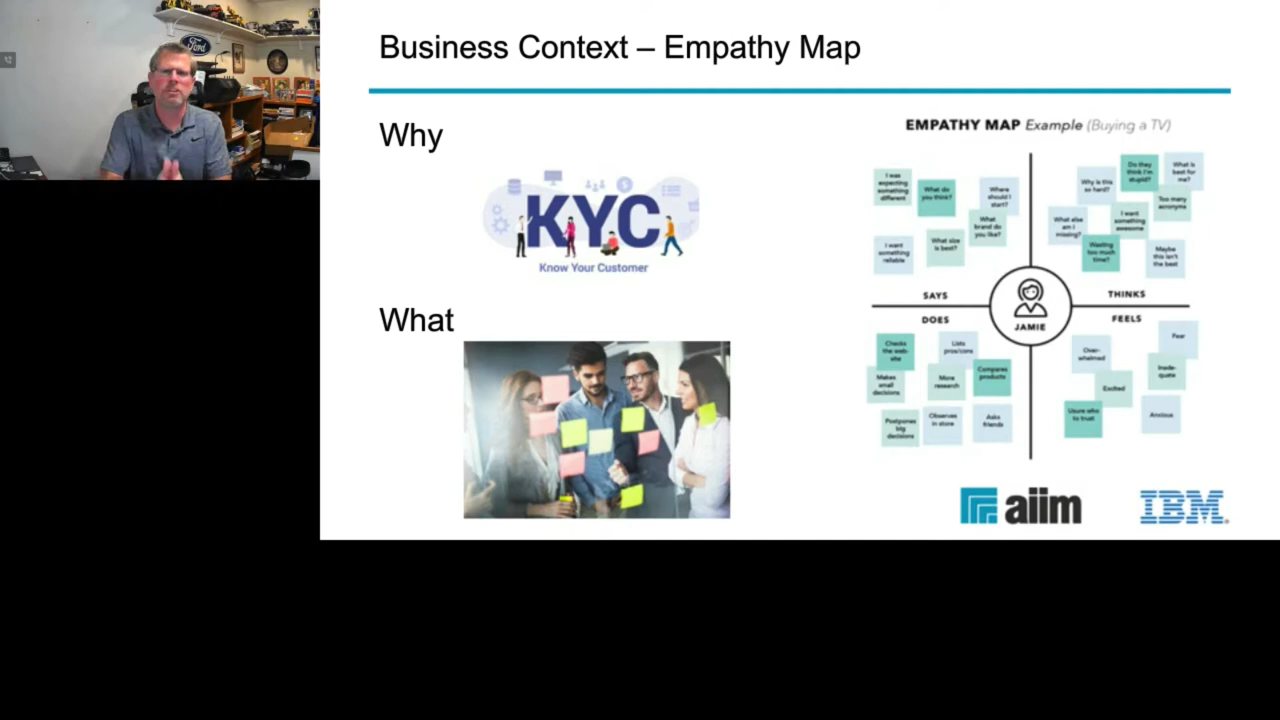 Ford
Business Context – Empathy Map
Why
KYC
Know Your Customer
What
EMPATHY MAP Example (Buying a TV)
I was
expecting
something
different
What do
you think?
Where
should I
start?
What
brand do
you like?
I want
something
reliable
What size
is best?
SAYS
Why is this
so hard?
Do they
think I'm
stupid?
What is
best for
me?
Too many
acronyms
What else
am I
missing?
I want
something
awesome
Wasting
too much
time?
Maybe
this isn't
the best
THINKS
JAMIE
DOES
Checks
the web-
site
Lists
pros/cons
Makes
small
decisions
More
research
Compares
products
Postpones
big
decisions
Observes
in store
Asks
friends
FEELS
Over-
whelmed
Fear
Inade-
quate
Excited
Usure who
to trust
Anxious
aiim
IBM